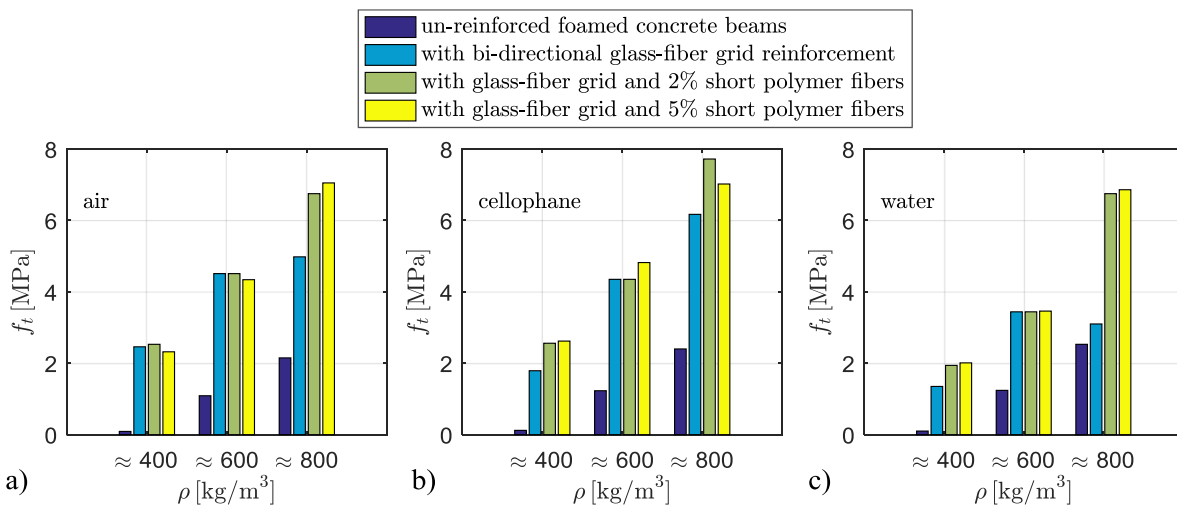 un-reinforced foamed concrete beams
with bi-directional glass-fiber grid reinforcement
with glass-fiber grid and 2% short polymer fibers
with glass-fiber grid and 5% short polymer fibers
8
6
4
2
0
f_t [MPa]
air
≈ 400
≈ 600
≈ 800
ρ [kg/m³]
a)
8
6
4
2
0
f_t [MPa]
cellophane
≈ 400
≈ 600
≈ 800
ρ [kg/m³]
b)
8
6
4
2
0
f_t [MPa]
water
≈ 400
≈ 600
≈ 800
ρ [kg/m³]
c)